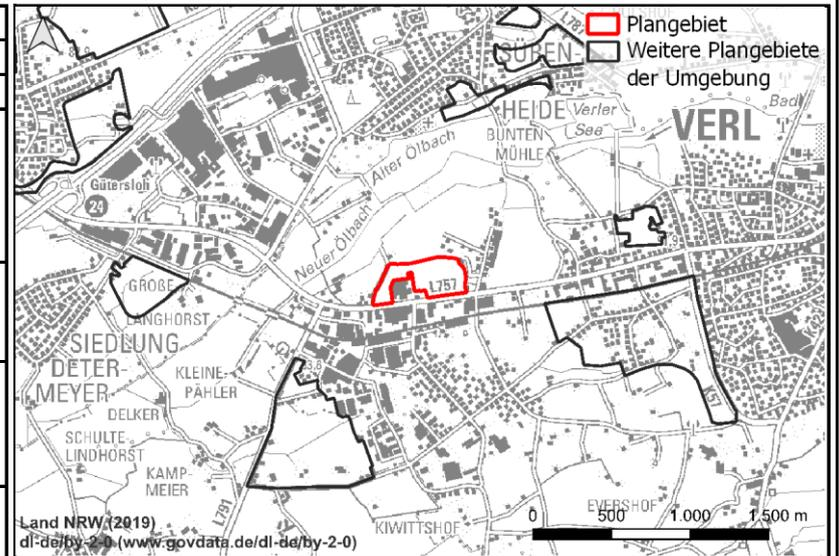 Plangebiet
Weitere Plangebiete
der Umgebung
L787
SÜREN-
HEIDE
Verler
See
Bad
BUNTEN-
MÜHLE
VERL
Alter Ölbach
Gütersloh
24
Neuer Ölbach
L757
GROßE-
LANGHORST
SIEDLUNG
DETER-
MEYER
KLEINE-
PÄHLER
DELKER
SCHULTE-
LINDHORST
KAMP-
MEIER
L791
KIWITTSHOF
EVERSHOF
0 500 1.000 1.500 m
Land NRW (2019)
dl-de/by-2-0 (www.govdata.de/dl-de/by-2-0)